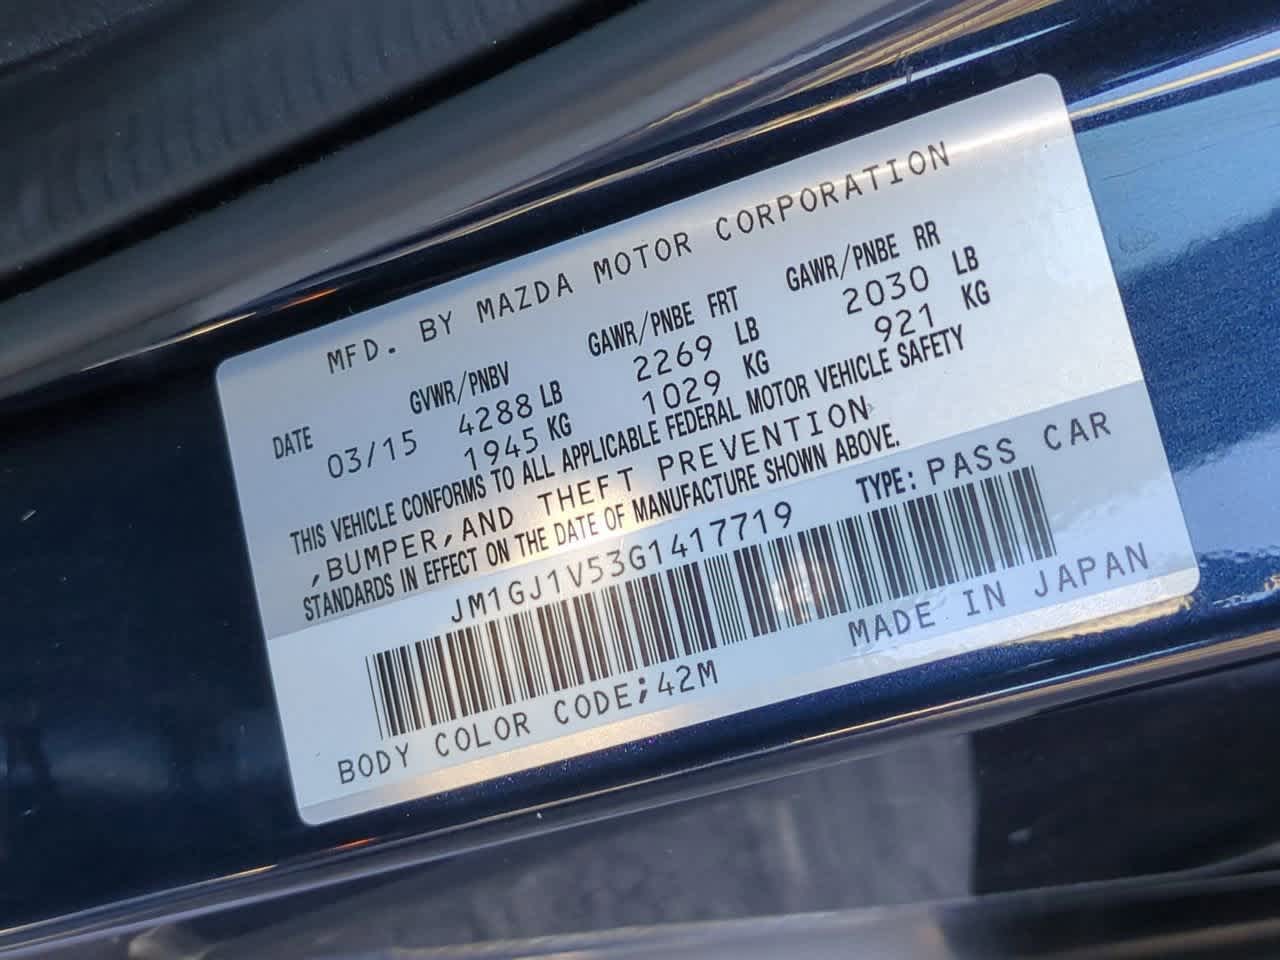 MFD. BY MAZDA MOTOR CORPORATION
DATE GVWR/PNBV GAWR/PNBE FRT GAWR/PNBE RR
03/15 4288 LB 2269 LB 2030 LB
1945 KG 1029 KG 921 KG
THIS VEHICLE CONFORMS TO ALL APPLICABLE FEDERAL MOTOR VEHICLE SAFETY
,BUMPER,AND THEFT PREVENTION
STANDARDS IN EFFECT ON THE DATE OF MANUFACTURE SHOWN ABOVE.
JM1GJ1V53G1417719 TYPE: PASS CAR
BODY COLOR CODE;42M MADE IN JAPAN